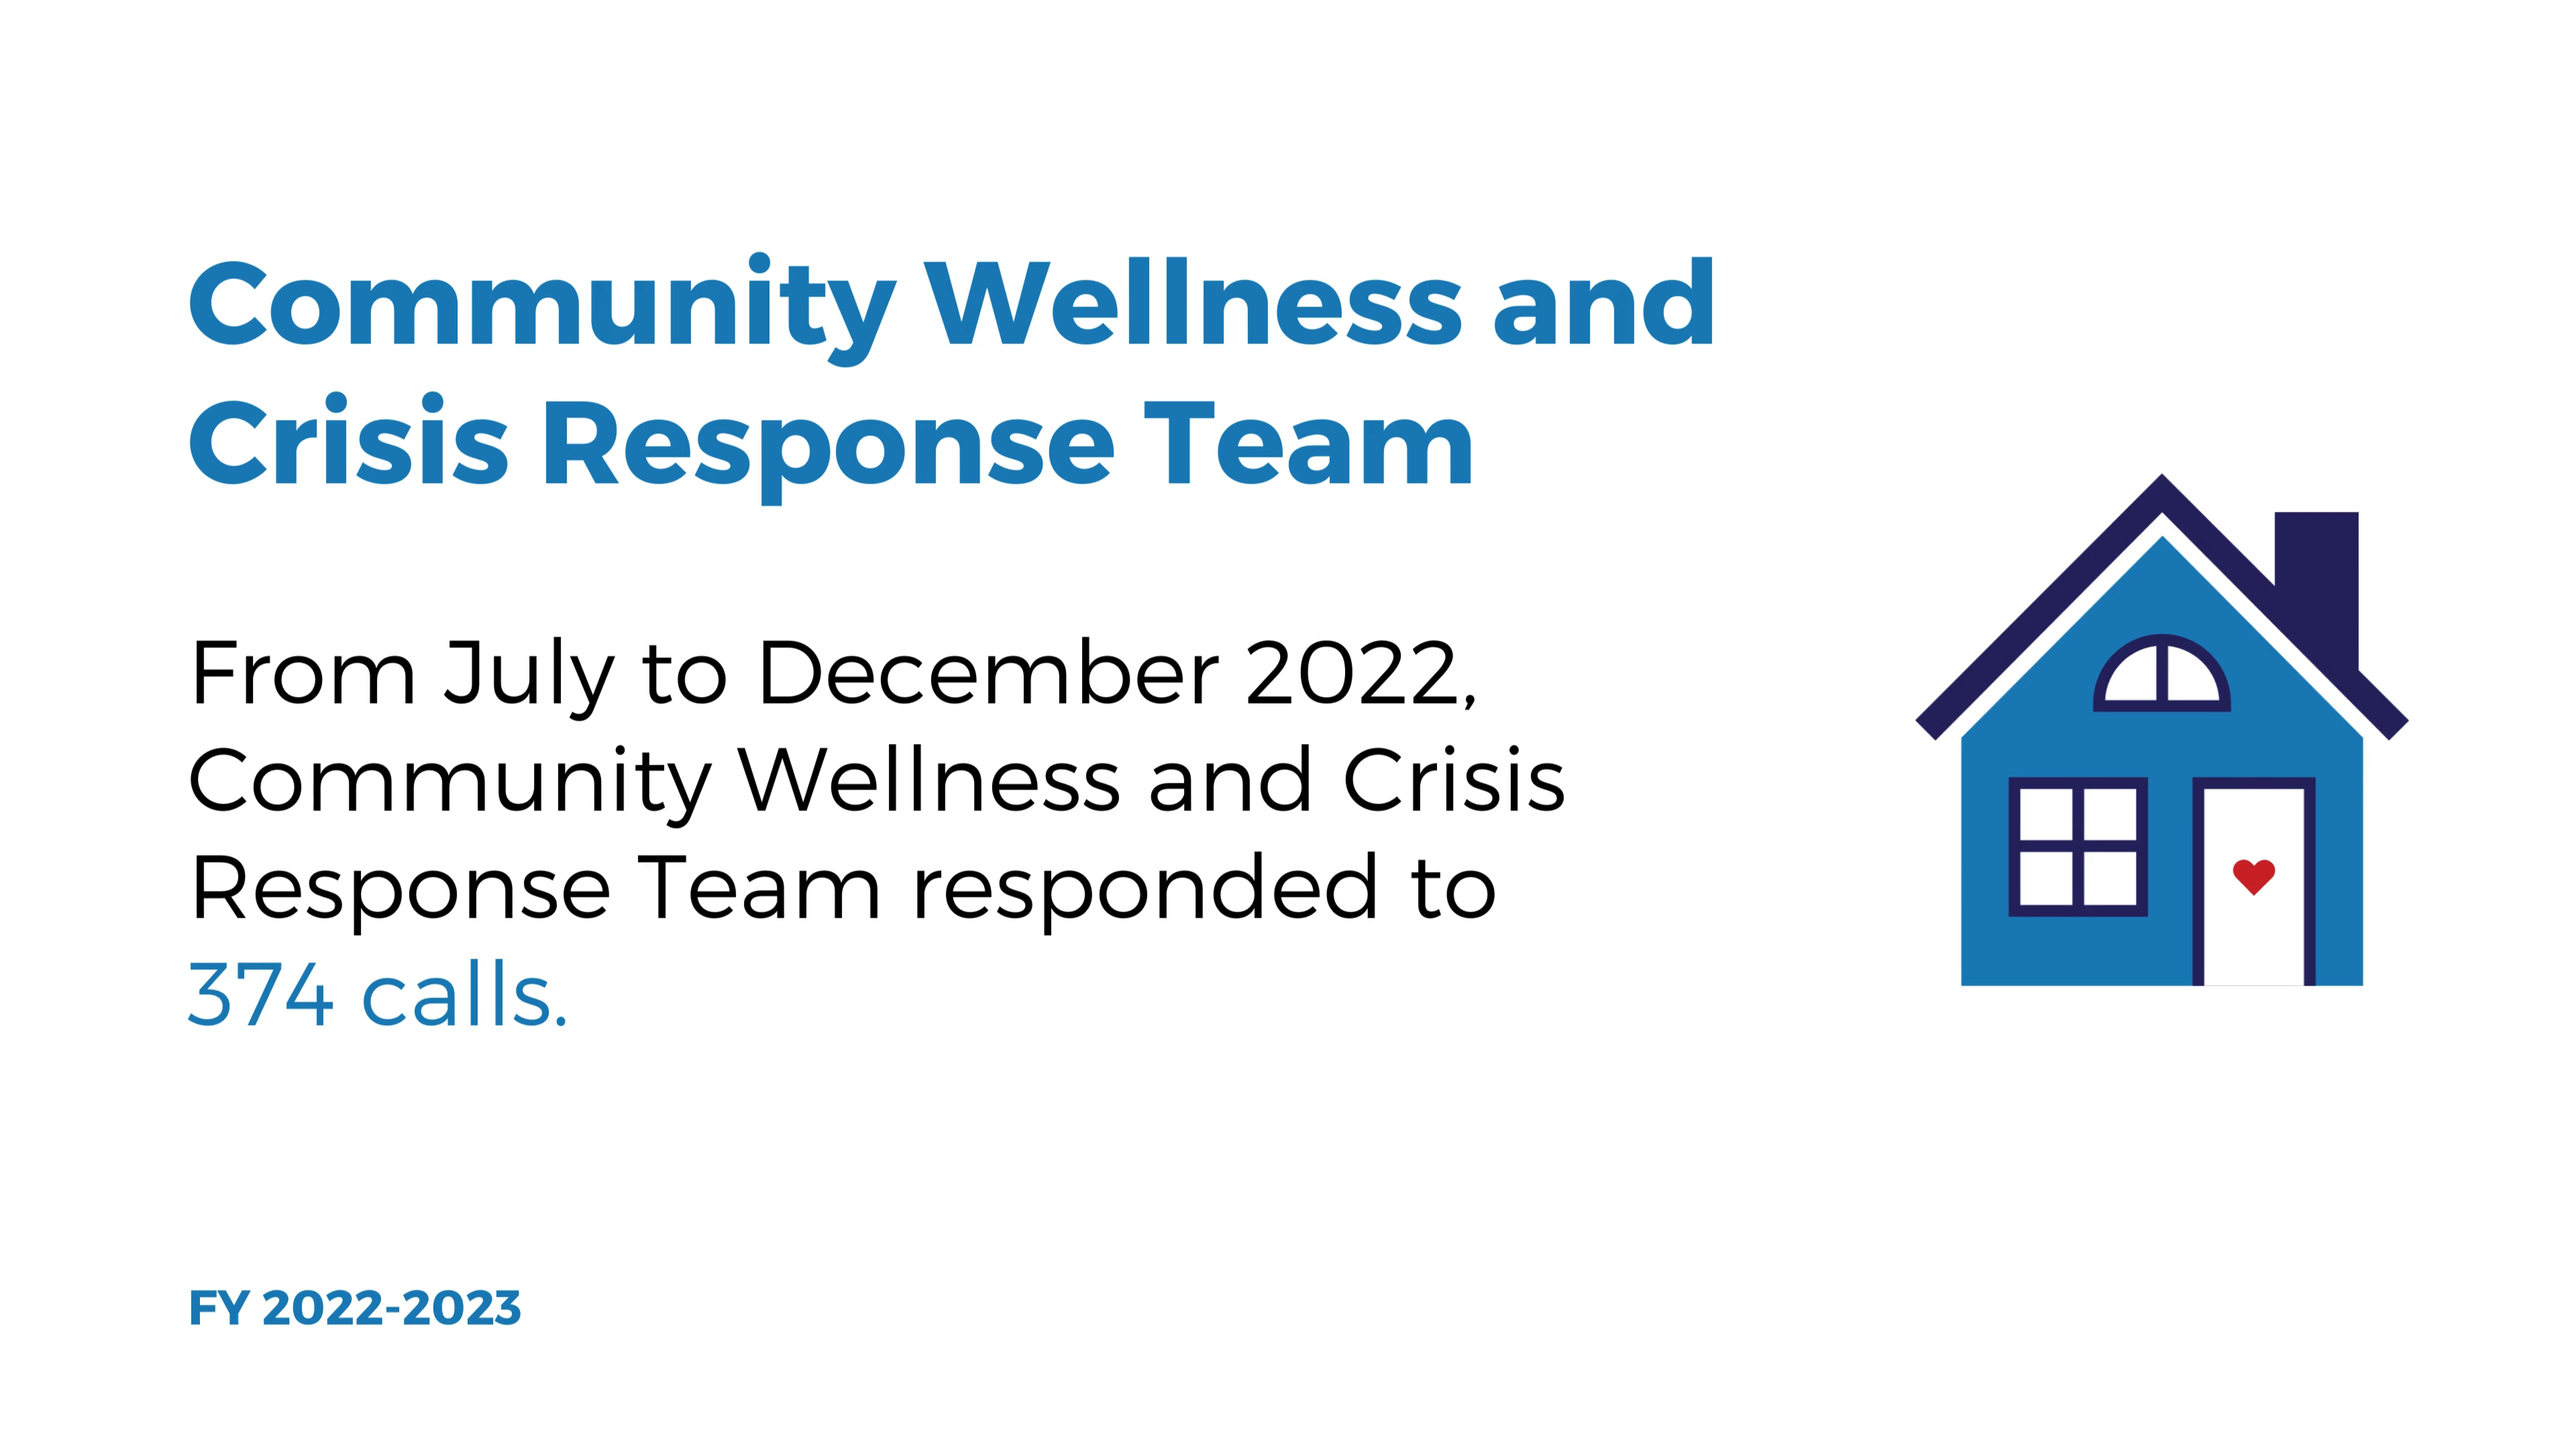 Community Wellness and
Crisis Response Team
From July to December 2022,
Community Wellness and Crisis
Response Team responded to
374 calls.
FY 2022-2023